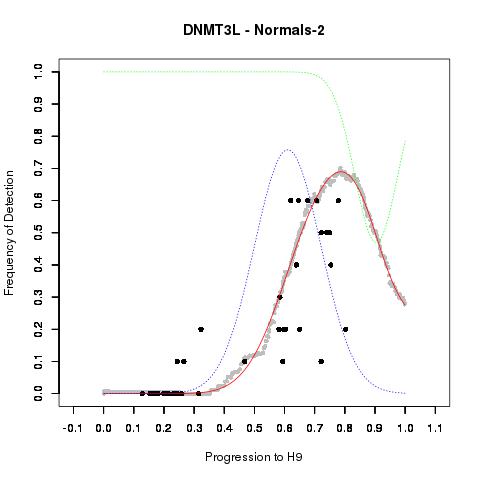 DNMT3L - Normals-2
Frequency of Detection
1.0
0.9
0.8
0.7
0.6
0.5
0.4
0.3
0.2
0.1
0.0
-0.1 0.0 0.1 0.2 0.3 0.4 0.5 0.6 0.7 0.8 0.9 1.0 1.1
Progression to H9